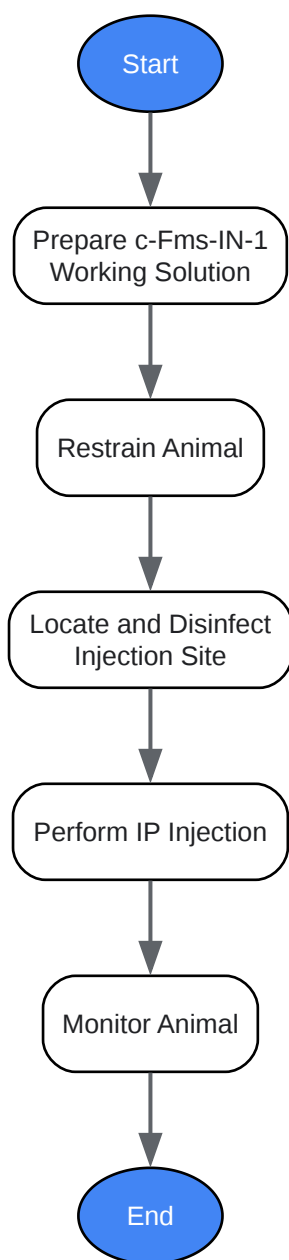 Start
Prepare c-Fms-IN-1
Working Solution
Restrain Animal
Locate and Disinfect
Injection Site
Perform IP Injection
Monitor Animal
End